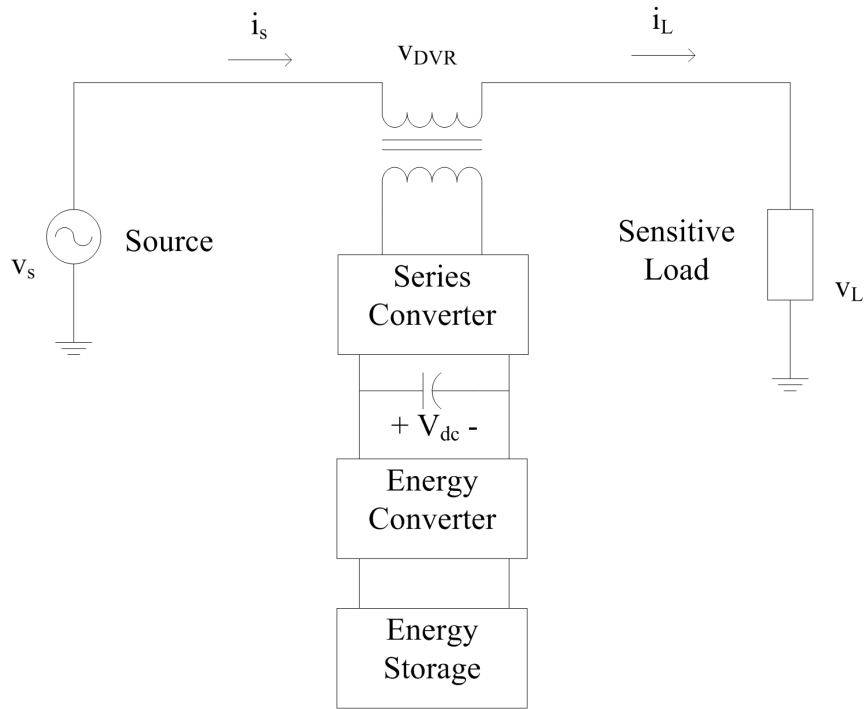 i_s
i_L
v_DVR
Source
v_s
Sensitive
Load
v_L
Series
Converter
+ V_dc -
Energy
Converter
Energy
Storage